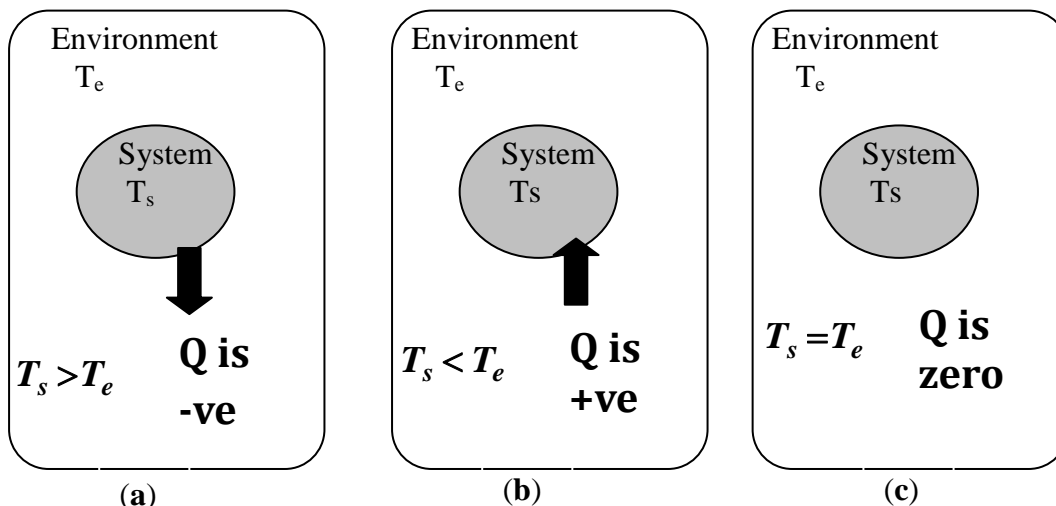 Environment
Tₑ
System
Tₛ
Tₛ > Tₑ
Q is
-ve
(a)
Environment
Tₑ
System
Ts
Tₛ < Tₑ
Q is
+ve
(b)
Environment
Tₑ
System
Ts
Tₛ = Tₑ
Q is
zero
(c)